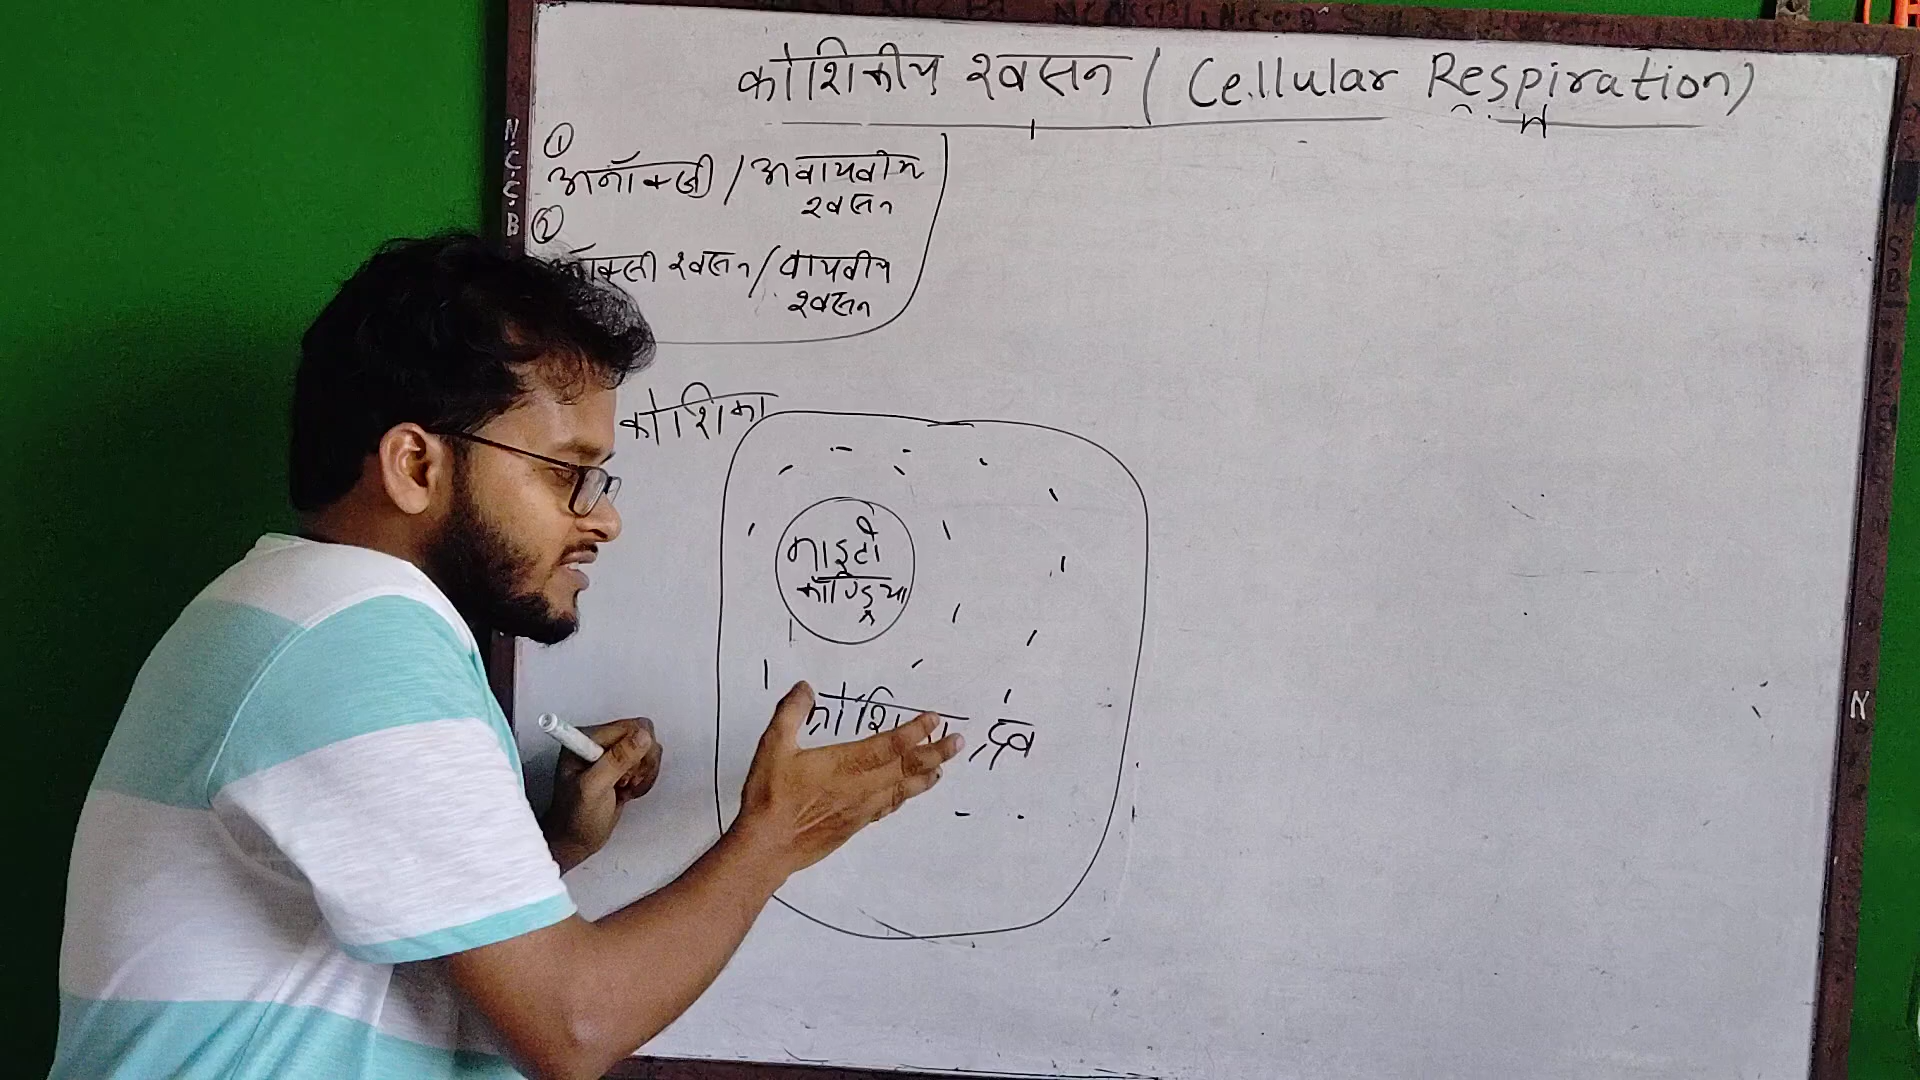 कोशिकीय श्वसन ( Cellular Respiration)
①
अनॉक्सी / अवायवीय
श्वसन
②
ऑक्सी श्वसन / वायवीय
श्वसन
कोशिका
माइटो
कॉण्ड्रिया
कोशिका द्रव
N.C.C.B
N